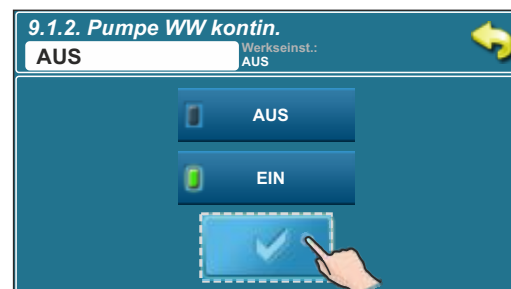 9.1.2. Pumpe WW kontin.
AUS
Werkseinst.:
AUS
AUS
EIN